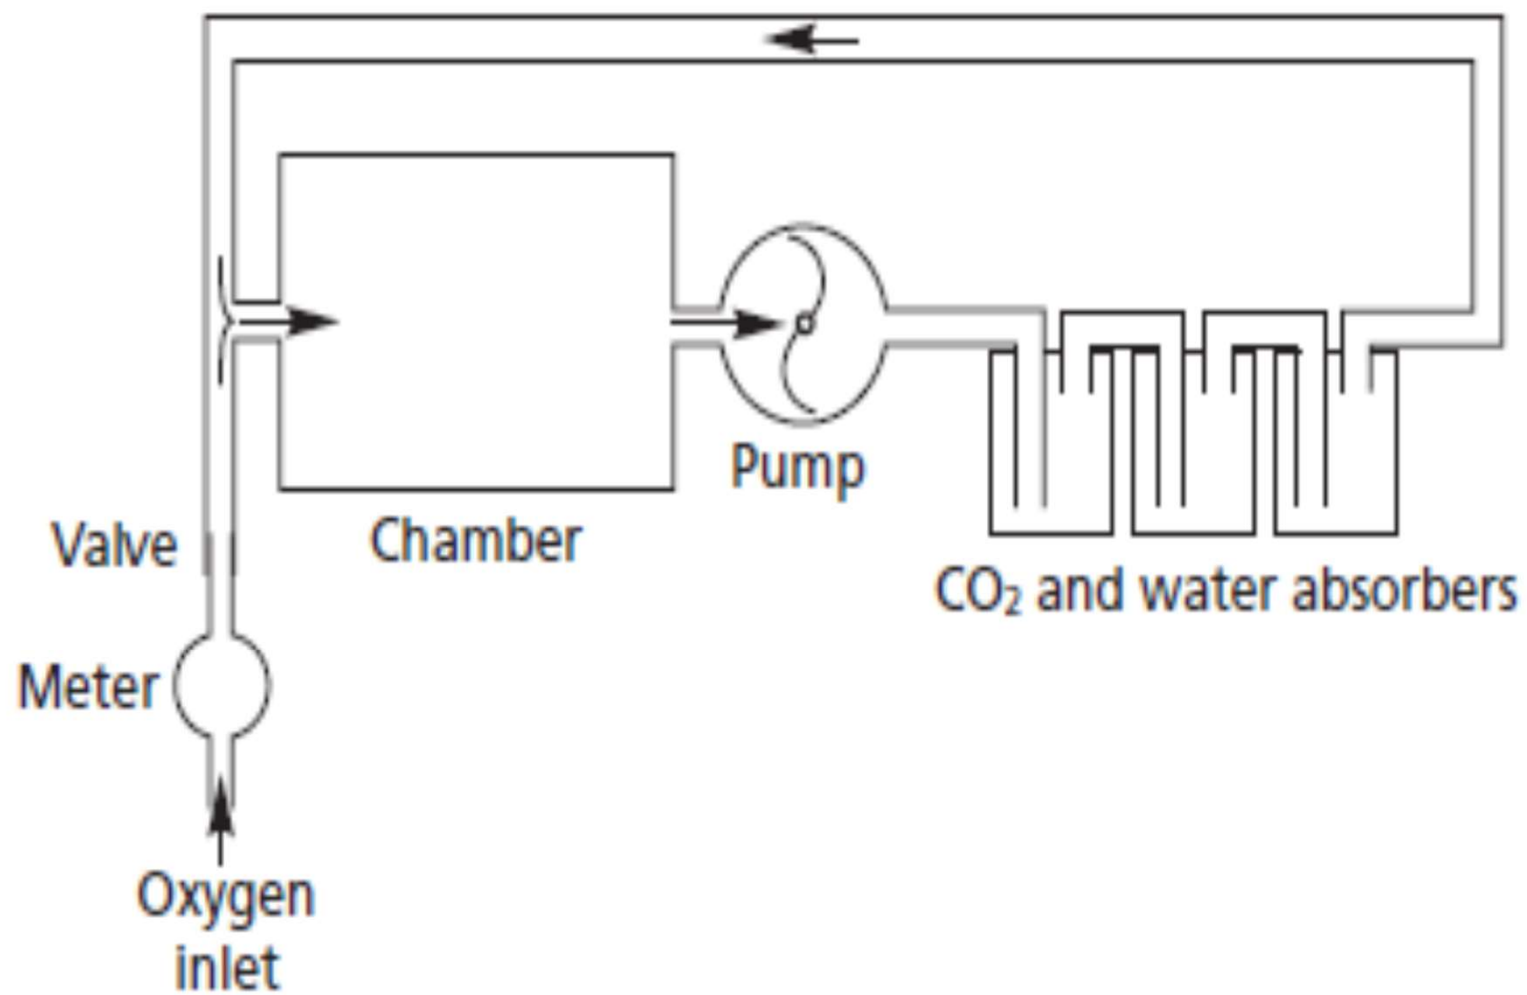 Pump
Valve
Chamber
CO₂ and water absorbers
Meter
Oxygen
inlet